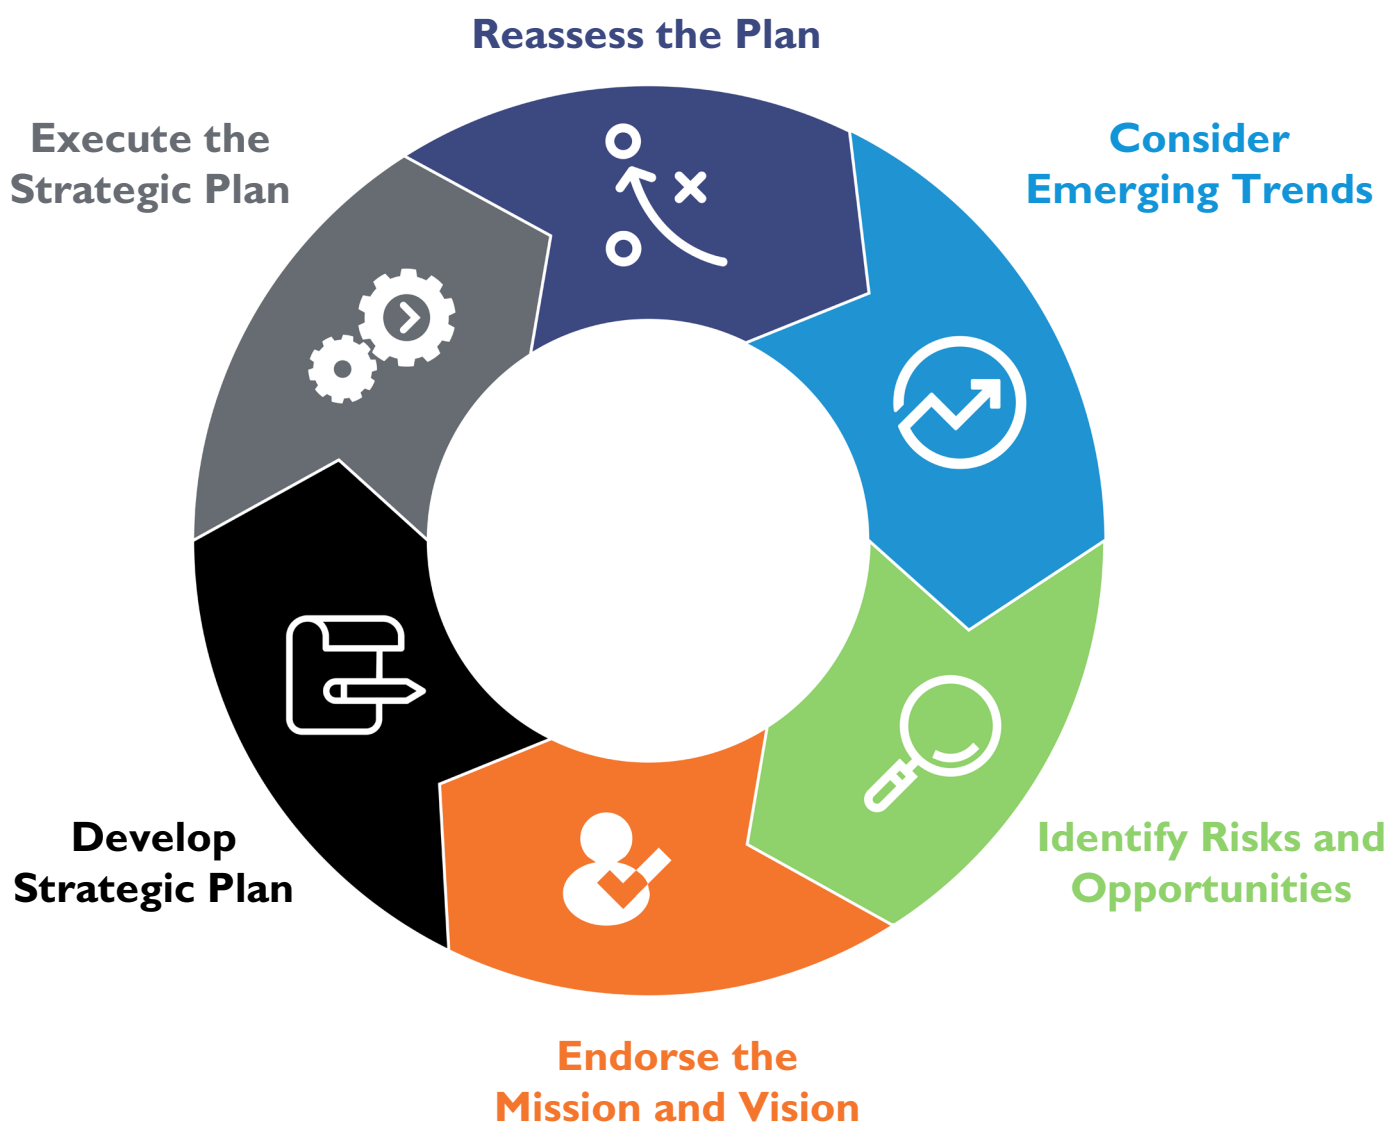 Reassess the Plan
Consider
Emerging Trends
Identify Risks and
Opportunities
Endorse the
Mission and Vision
Develop
Strategic Plan
Execute the
Strategic Plan